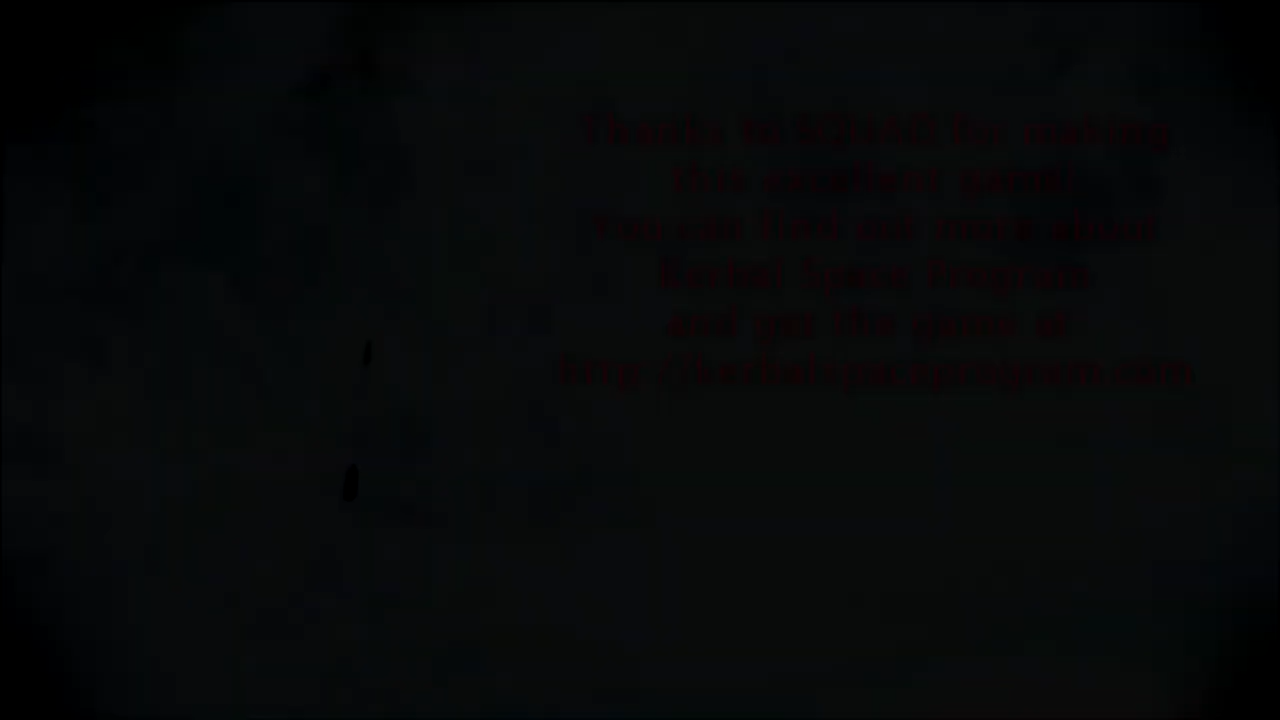 Thanks to SQUAD for making
this excellent game!
You can find out more about
Kerbal Space Program
and get the game at
http://kerbalspaceprogram.com